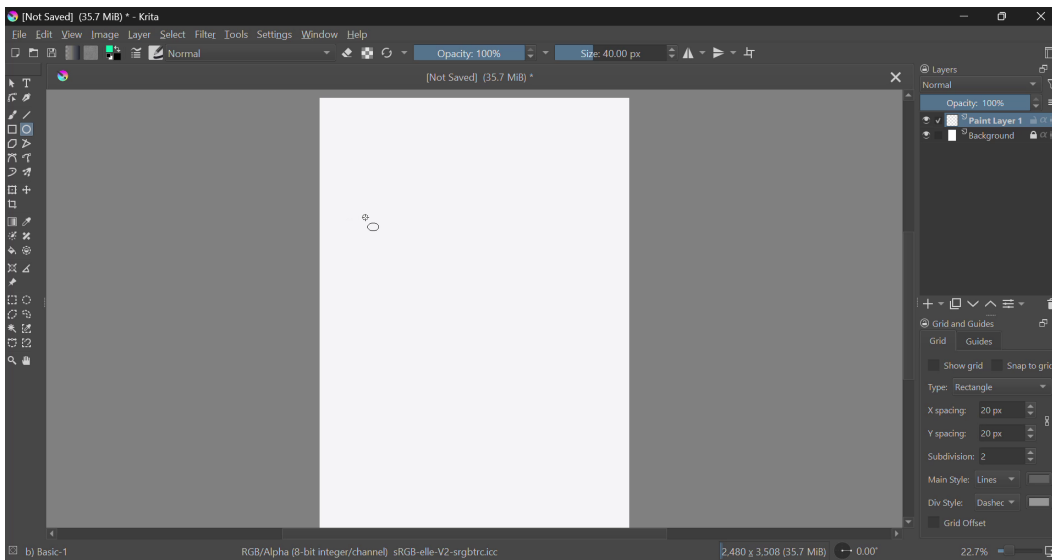 [Not Saved] (35.7 MiB) * - Krita
File Edit View Image Layer Select Filter Tools Settings Window Help
Normal Opacity: 100% Size: 40.00 px
[Not Saved] (35.7 MiB) *
Layers
Normal
Opacity: 100%
Paint Layer 1
Background
Grid and Guides
Grid Guides
Show grid Snap to grid
Type: Rectangle
X spacing: 20 px
Y spacing: 20 px
Subdivision: 2
Main Style: Lines
Div Style: Dashec
Grid Offset
b) Basic-1 RGB/Alpha (8-bit integer/channel) sRGB-elle-V2-srgbtrc.icc 2,480 x 3,508 (35.7 MiB) 0.00° 22.7%